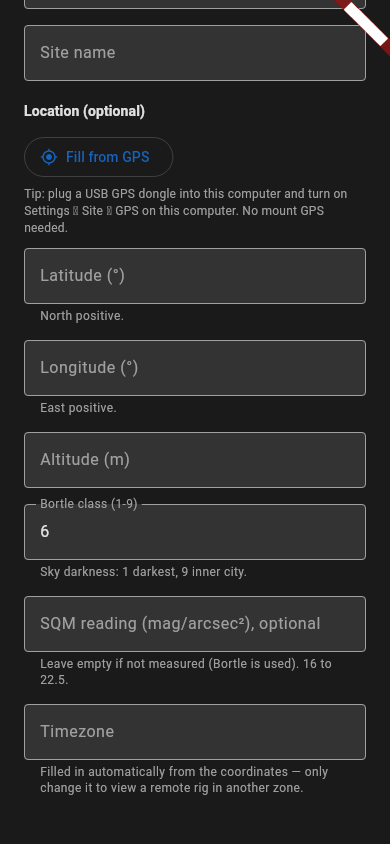 Site name
Location (optional)
Fill from GPS
Tip: plug a USB GPS dongle into this computer and turn on
Settings ▯ Site ▯ GPS on this computer. No mount GPS
needed.
Latitude (°)
North positive.
Longitude (°)
East positive.
Altitude (m)
Bortle class (1-9)
6
Sky darkness: 1 darkest, 9 inner city.
SQM reading (mag/arcsec²), optional
Leave empty if not measured (Bortle is used). 16 to
22.5.
Timezone
Filled in automatically from the coordinates — only
change it to view a remote rig in another zone.